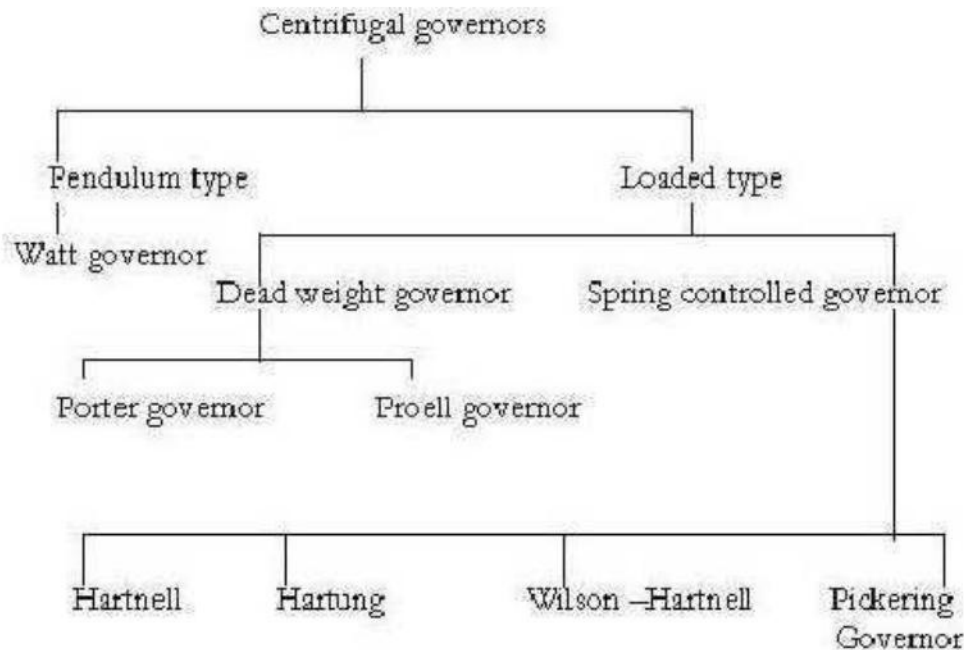 Centrifugal governors
Pendulum type
Loaded type
Watt governor
Dead weight governor
Spring controlled governor
Porter governor
Proell governor
Hartnell
Hartung
Wilson –Hartnell
Pickering
Governor